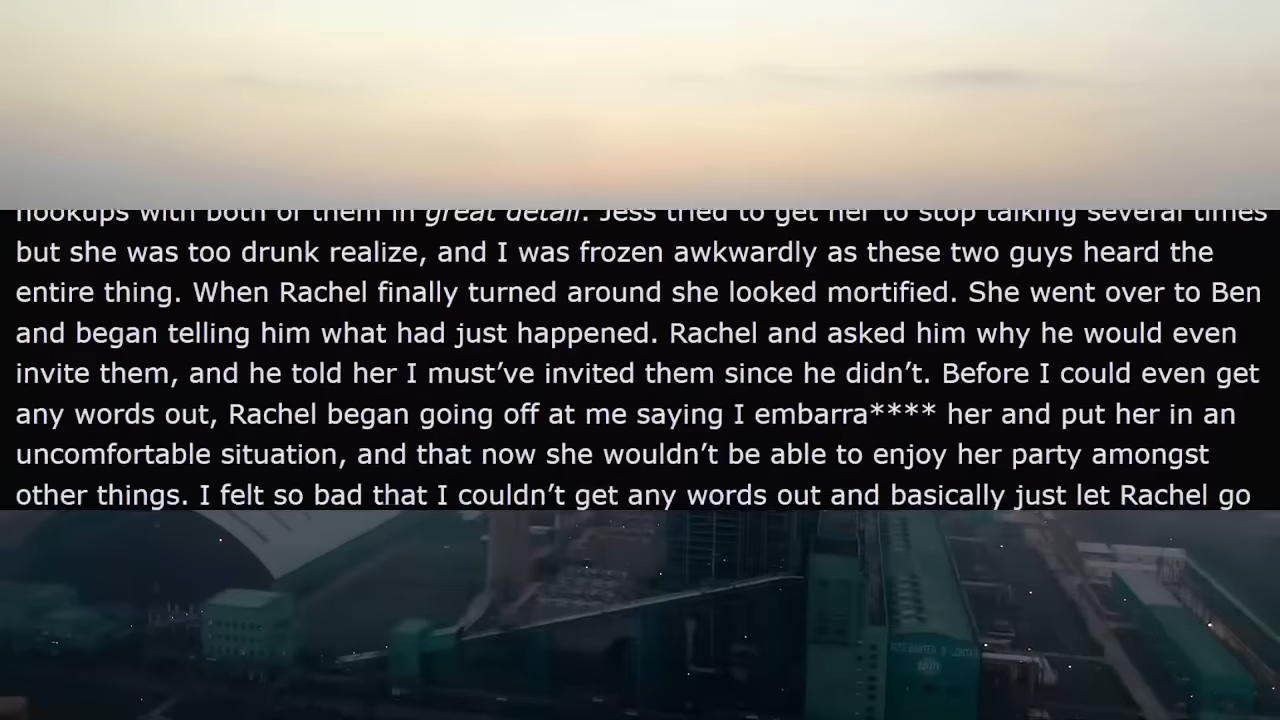 hookups with both of them in great detail. Jess tried to get her to stop talking several times
but she was too drunk realize, and I was frozen awkwardly as these two guys heard the
entire thing. When Rachel finally turned around she looked mortified. She went over to Ben
and began telling him what had just happened. Rachel and asked him why he would even
invite them, and he told her I must’ve invited them since he didn’t. Before I could even get
any words out, Rachel began going off at me saying I embarra**** her and put her in an
uncomfortable situation, and that now she wouldn’t be able to enjoy her party amongst
other things. I felt so bad that I couldn’t get any words out and basically just let Rachel go